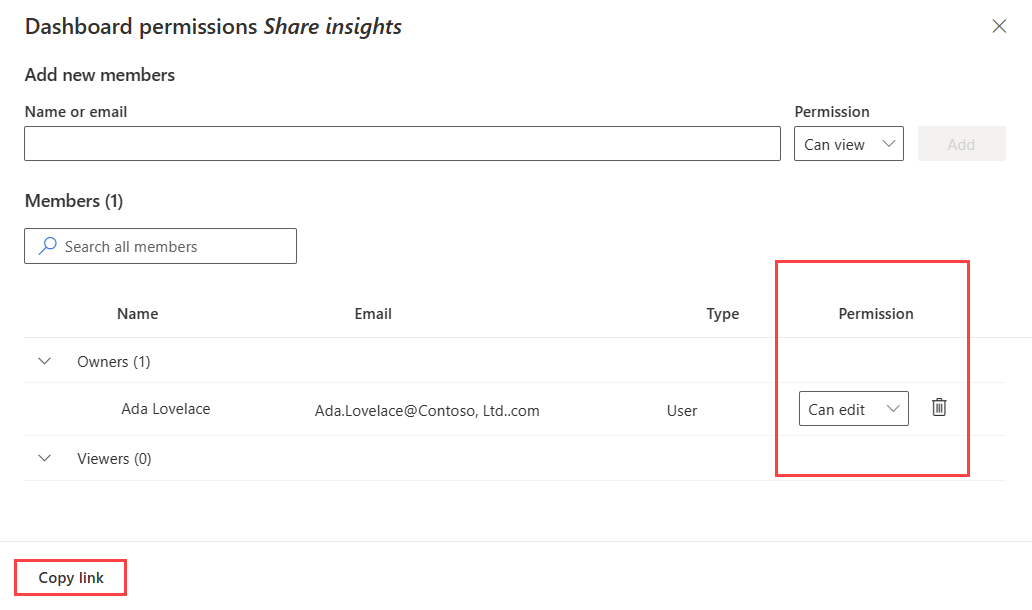 Dashboard permissions Share insights
Add new members
Name or email
Permission
Can view
Add
Members (1)
Search all members
Name Email Type Permission
Owners (1)
Ada Lovelace Ada.Lovelace@Contoso, Ltd..com User Can edit
Viewers (0)
Copy link